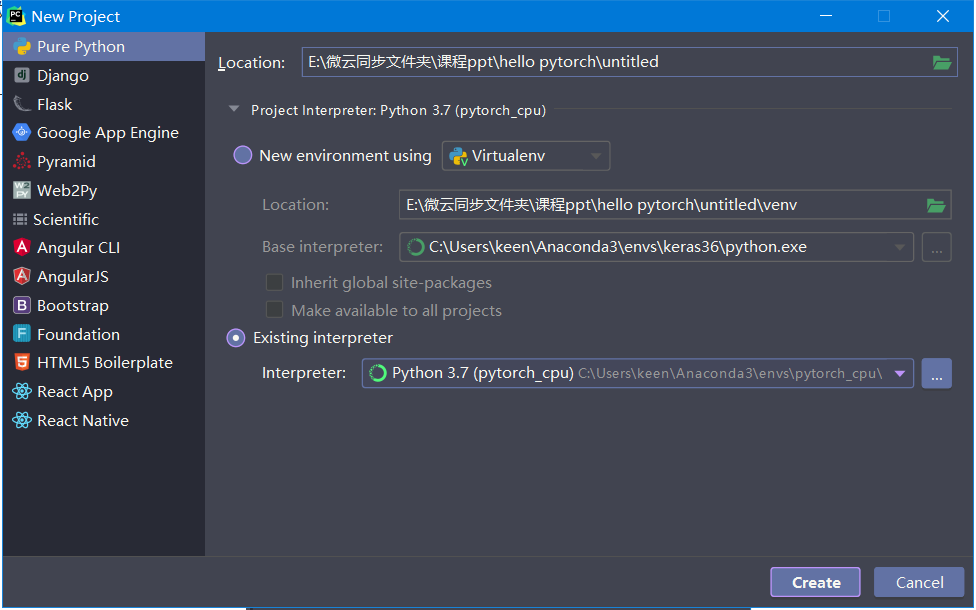 New Project
Pure Python
Django
Flask
Google App Engine
Pyramid
Web2Py
Scientific
Angular CLI
AngularJS
Bootstrap
Foundation
HTML5 Boilerplate
React App
React Native
Location: E:\微云同步文件夹\课程ppt\hello pytorch\untitled
Project Interpreter: Python 3.7 (pytorch_cpu)
New environment using Virtualenv
Location: E:\微云同步文件夹\课程ppt\hello pytorch\untitled\venv
Base interpreter: C:\Users\keen\Anaconda3\envs\keras36\python.exe ...
Inherit global site-packages
Make available to all projects
Existing interpreter
Interpreter: Python 3.7 (pytorch_cpu) C:\Users\keen\Anaconda3\envs\pytorch_cpu\ ...
Create Cancel